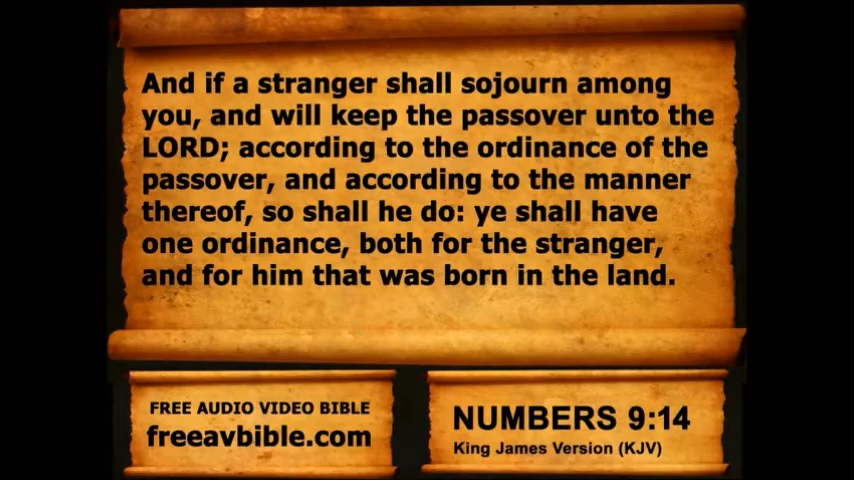 And if a stranger shall sojourn among
you, and will keep the passover unto the
LORD; according to the ordinance of the
passover, and according to the manner
thereof, so shall he do: ye shall have
one ordinance, both for the stranger,
and for him that was born in the land.
FREE AUDIO VIDEO BIBLE
freeavbible.com
NUMBERS 9:14
King James Version (KJV)